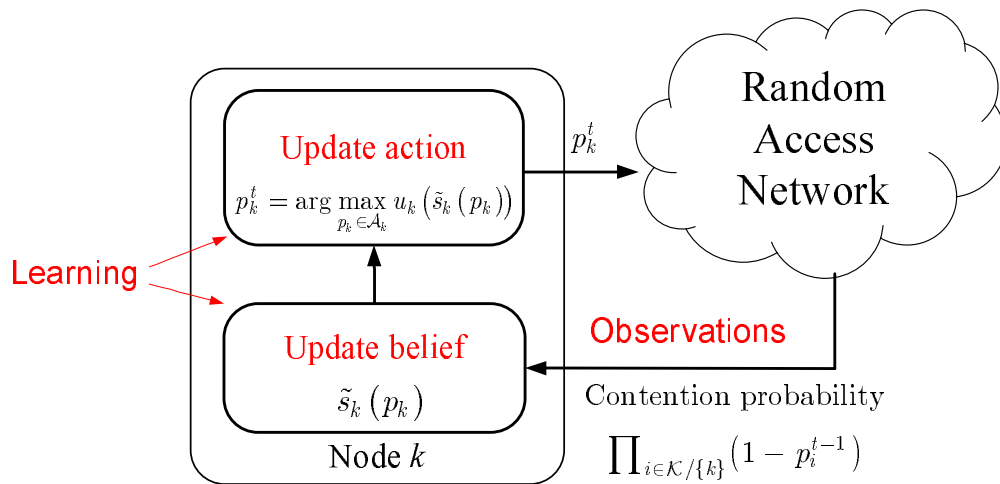 Random
Access
Network
Update action
p_k^t = arg max_{p_k ∈ 𝒜_k} u_k (s̃_k (p_k))
p_k^t
Learning
Update belief
s̃_k (p_k)
Node k
Observations
Contention probability
∏_{i∈𝒦/{k}} (1 − p_i^{t−1})